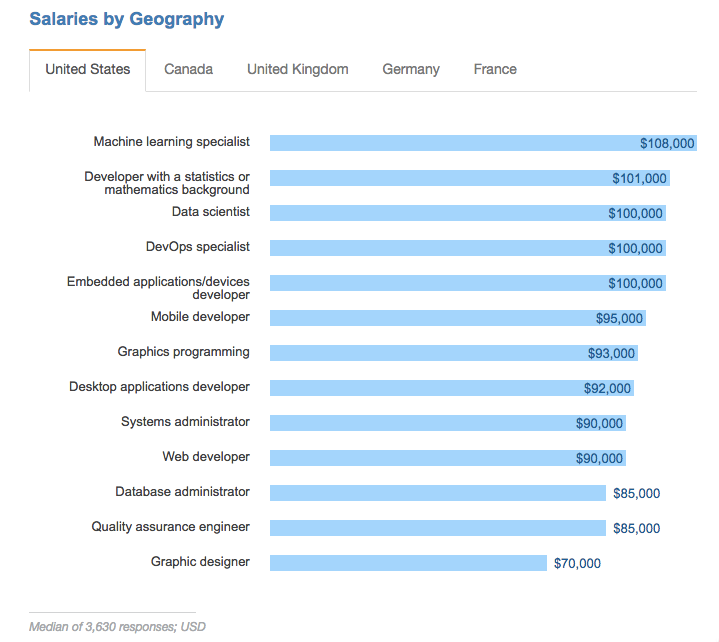 Salaries by Geography
United States Canada United Kingdom Germany France
Machine learning specialist $108,000
Developer with a statistics or
mathematics background $101,000
Data scientist $100,000
DevOps specialist $100,000
Embedded applications/devices
developer $100,000
Mobile developer $95,000
Graphics programming $93,000
Desktop applications developer $92,000
Systems administrator $90,000
Web developer $90,000
Database administrator $85,000
Quality assurance engineer $85,000
Graphic designer $70,000
Median of 3,630 responses; USD